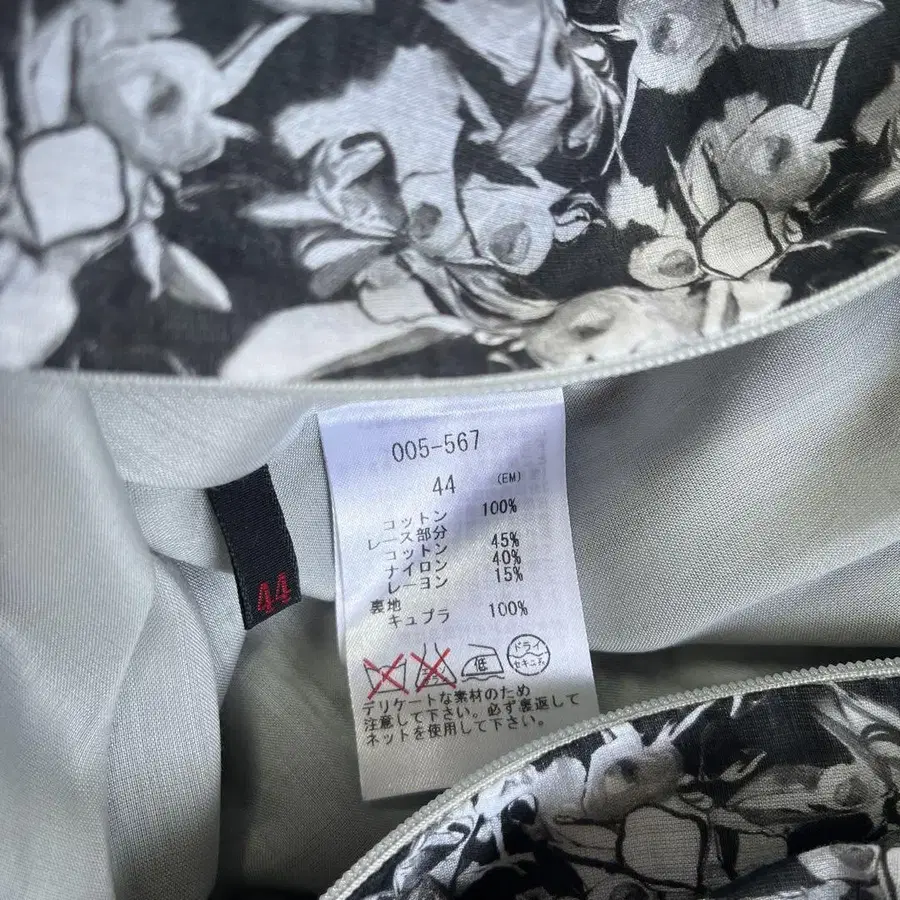 005-567
44 (EM)
コットン 100%
レース部分
コットン 45%
ナイロン 40%
レーヨン 15%
裏地
キュプラ 100%
低
ドライ
セキユ系
デリケートな素材のため
注意して下さい。必ず裏返して
ネットを使用して下さい。
44